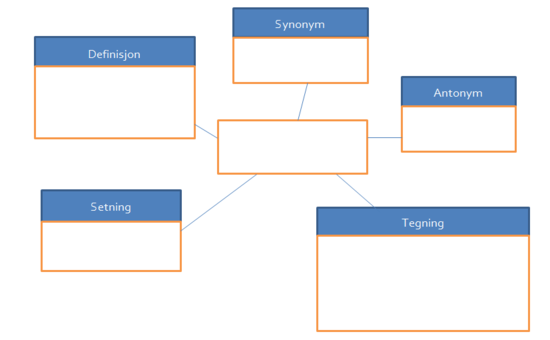 Synonym
Definisjon
Antonym
Setning
Tegning